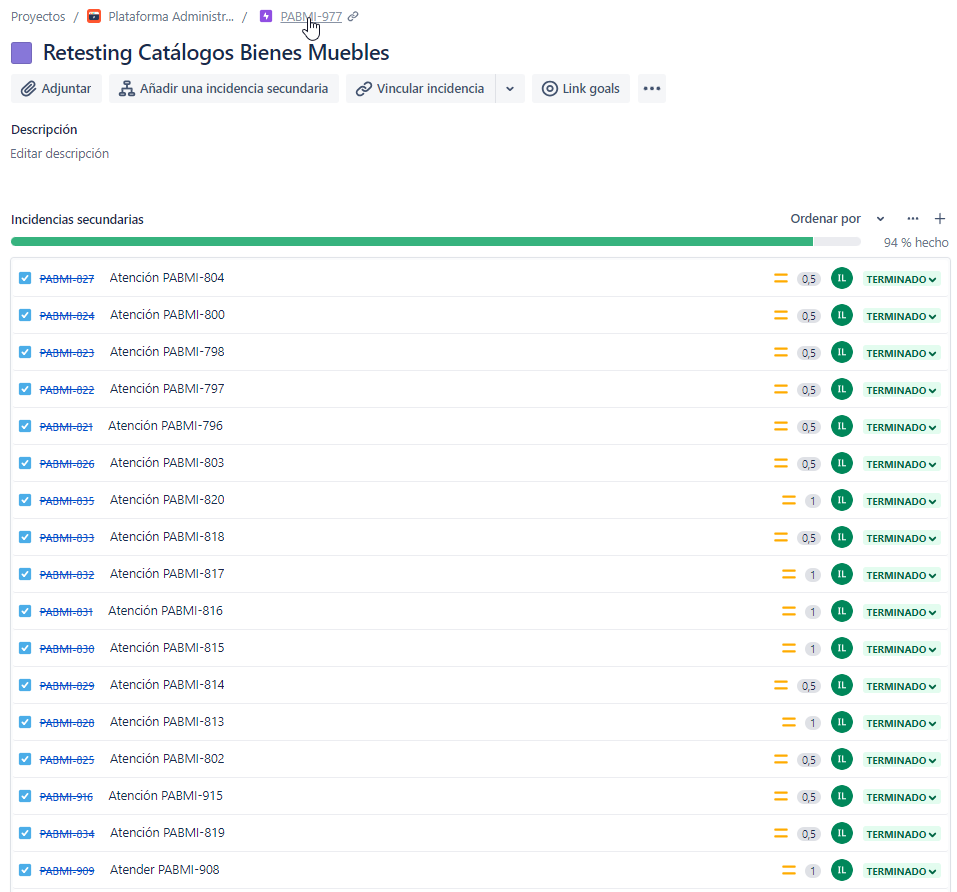 Proyectos / Plataforma Administr... / PABMI-977
Retesting Catálogos Bienes Muebles
Adjuntar Añadir una incidencia secundaria Vincular incidencia Link goals
Descripción
Editar descripción
Incidencias secundarias Ordenar por
94 % hecho
PABMI-827 Atención PABMI-804 0,5 IL TERMINADO
PABMI-824 Atención PABMI-800 0,5 IL TERMINADO
PABMI-823 Atención PABMI-798 0,5 IL TERMINADO
PABMI-822 Atención PABMI-797 0,5 IL TERMINADO
PABMI-821 Atención PABMI-796 0,5 IL TERMINADO
PABMI-826 Atención PABMI-803 0,5 IL TERMINADO
PABMI-835 Atención PABMI-820 1 IL TERMINADO
PABMI-833 Atención PABMI-818 0,5 IL TERMINADO
PABMI-832 Atención PABMI-817 1 IL TERMINADO
PABMI-831 Atención PABMI-816 1 IL TERMINADO
PABMI-830 Atención PABMI-815 1 IL TERMINADO
PABMI-829 Atención PABMI-814 0,5 IL TERMINADO
PABMI-828 Atención PABMI-813 1 IL TERMINADO
PABMI-825 Atención PABMI-802 0,5 IL TERMINADO
PABMI-916 Atención PABMI-915 0,5 IL TERMINADO
PABMI-834 Atención PABMI-819 0,5 IL TERMINADO
PABMI-909 Atender PABMI-908 1 IL TERMINADO